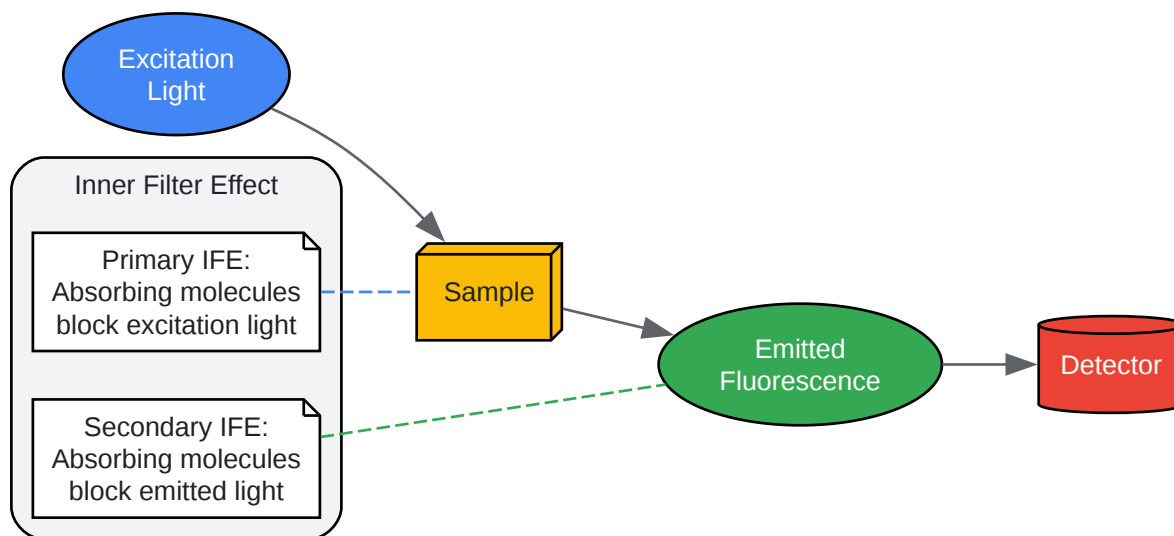 Excitation
Light
Inner Filter Effect
Primary IFE:
Absorbing molecules
block excitation light
Sample
Emitted
Fluorescence
Detector
Secondary IFE:
Absorbing molecules
block emitted light